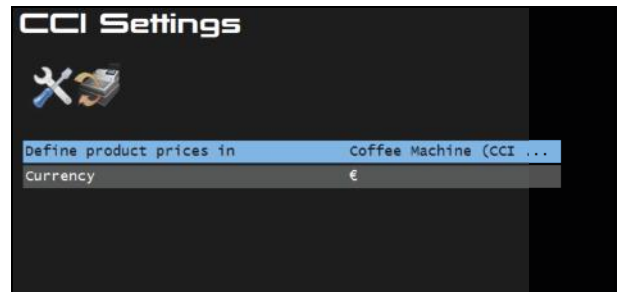 CCI Settings
Define product prices in Coffee Machine (CCI ...
Currency €